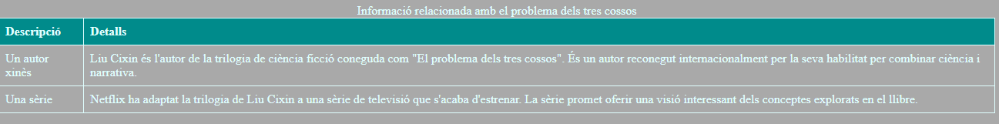 Informació relacionada amb el problema dels tres cossos
Descripció Detalls
Un autor xinès Liu Cixin és l'autor de la trilogia de ciència ficció coneguda com "El problema dels tres cossos". És un autor reconegut internacionalment per la seva habilitat per combinar ciència i
narrativa.
Una sèrie Netflix ha adaptat la trilogia de Liu Cixin a una sèrie de televisió que s'acaba d'estrenar. La sèrie promet oferir una visió interessant dels conceptes explorats en el llibre.